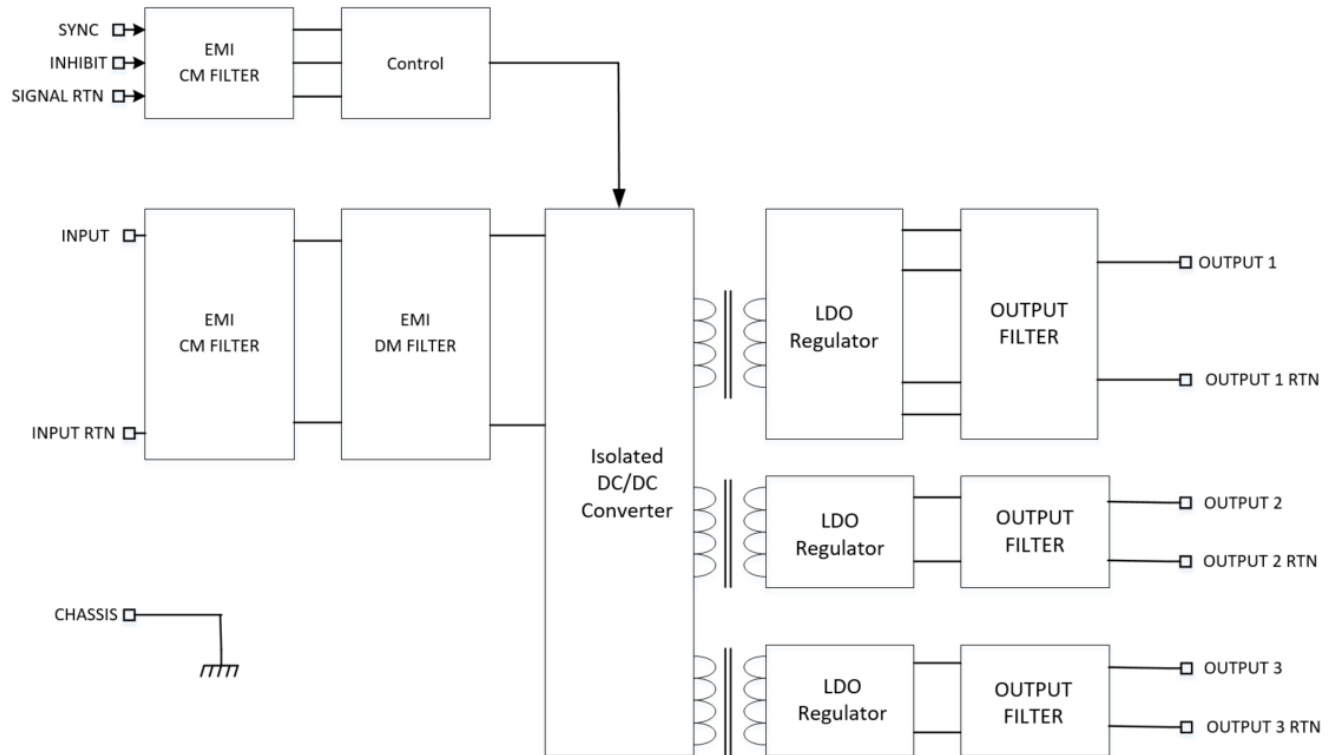 SYNC
INHIBIT
SIGNAL RTN
EMI
CM FILTER
Control
INPUT
INPUT RTN
EMI
CM FILTER
EMI
DM FILTER
Isolated
DC/DC
Converter
LDO
Regulator
OUTPUT
FILTER
OUTPUT 1
OUTPUT 1 RTN
LDO
Regulator
OUTPUT
FILTER
OUTPUT 2
OUTPUT 2 RTN
CHASSIS
LDO
Regulator
OUTPUT
FILTER
OUTPUT 3
OUTPUT 3 RTN